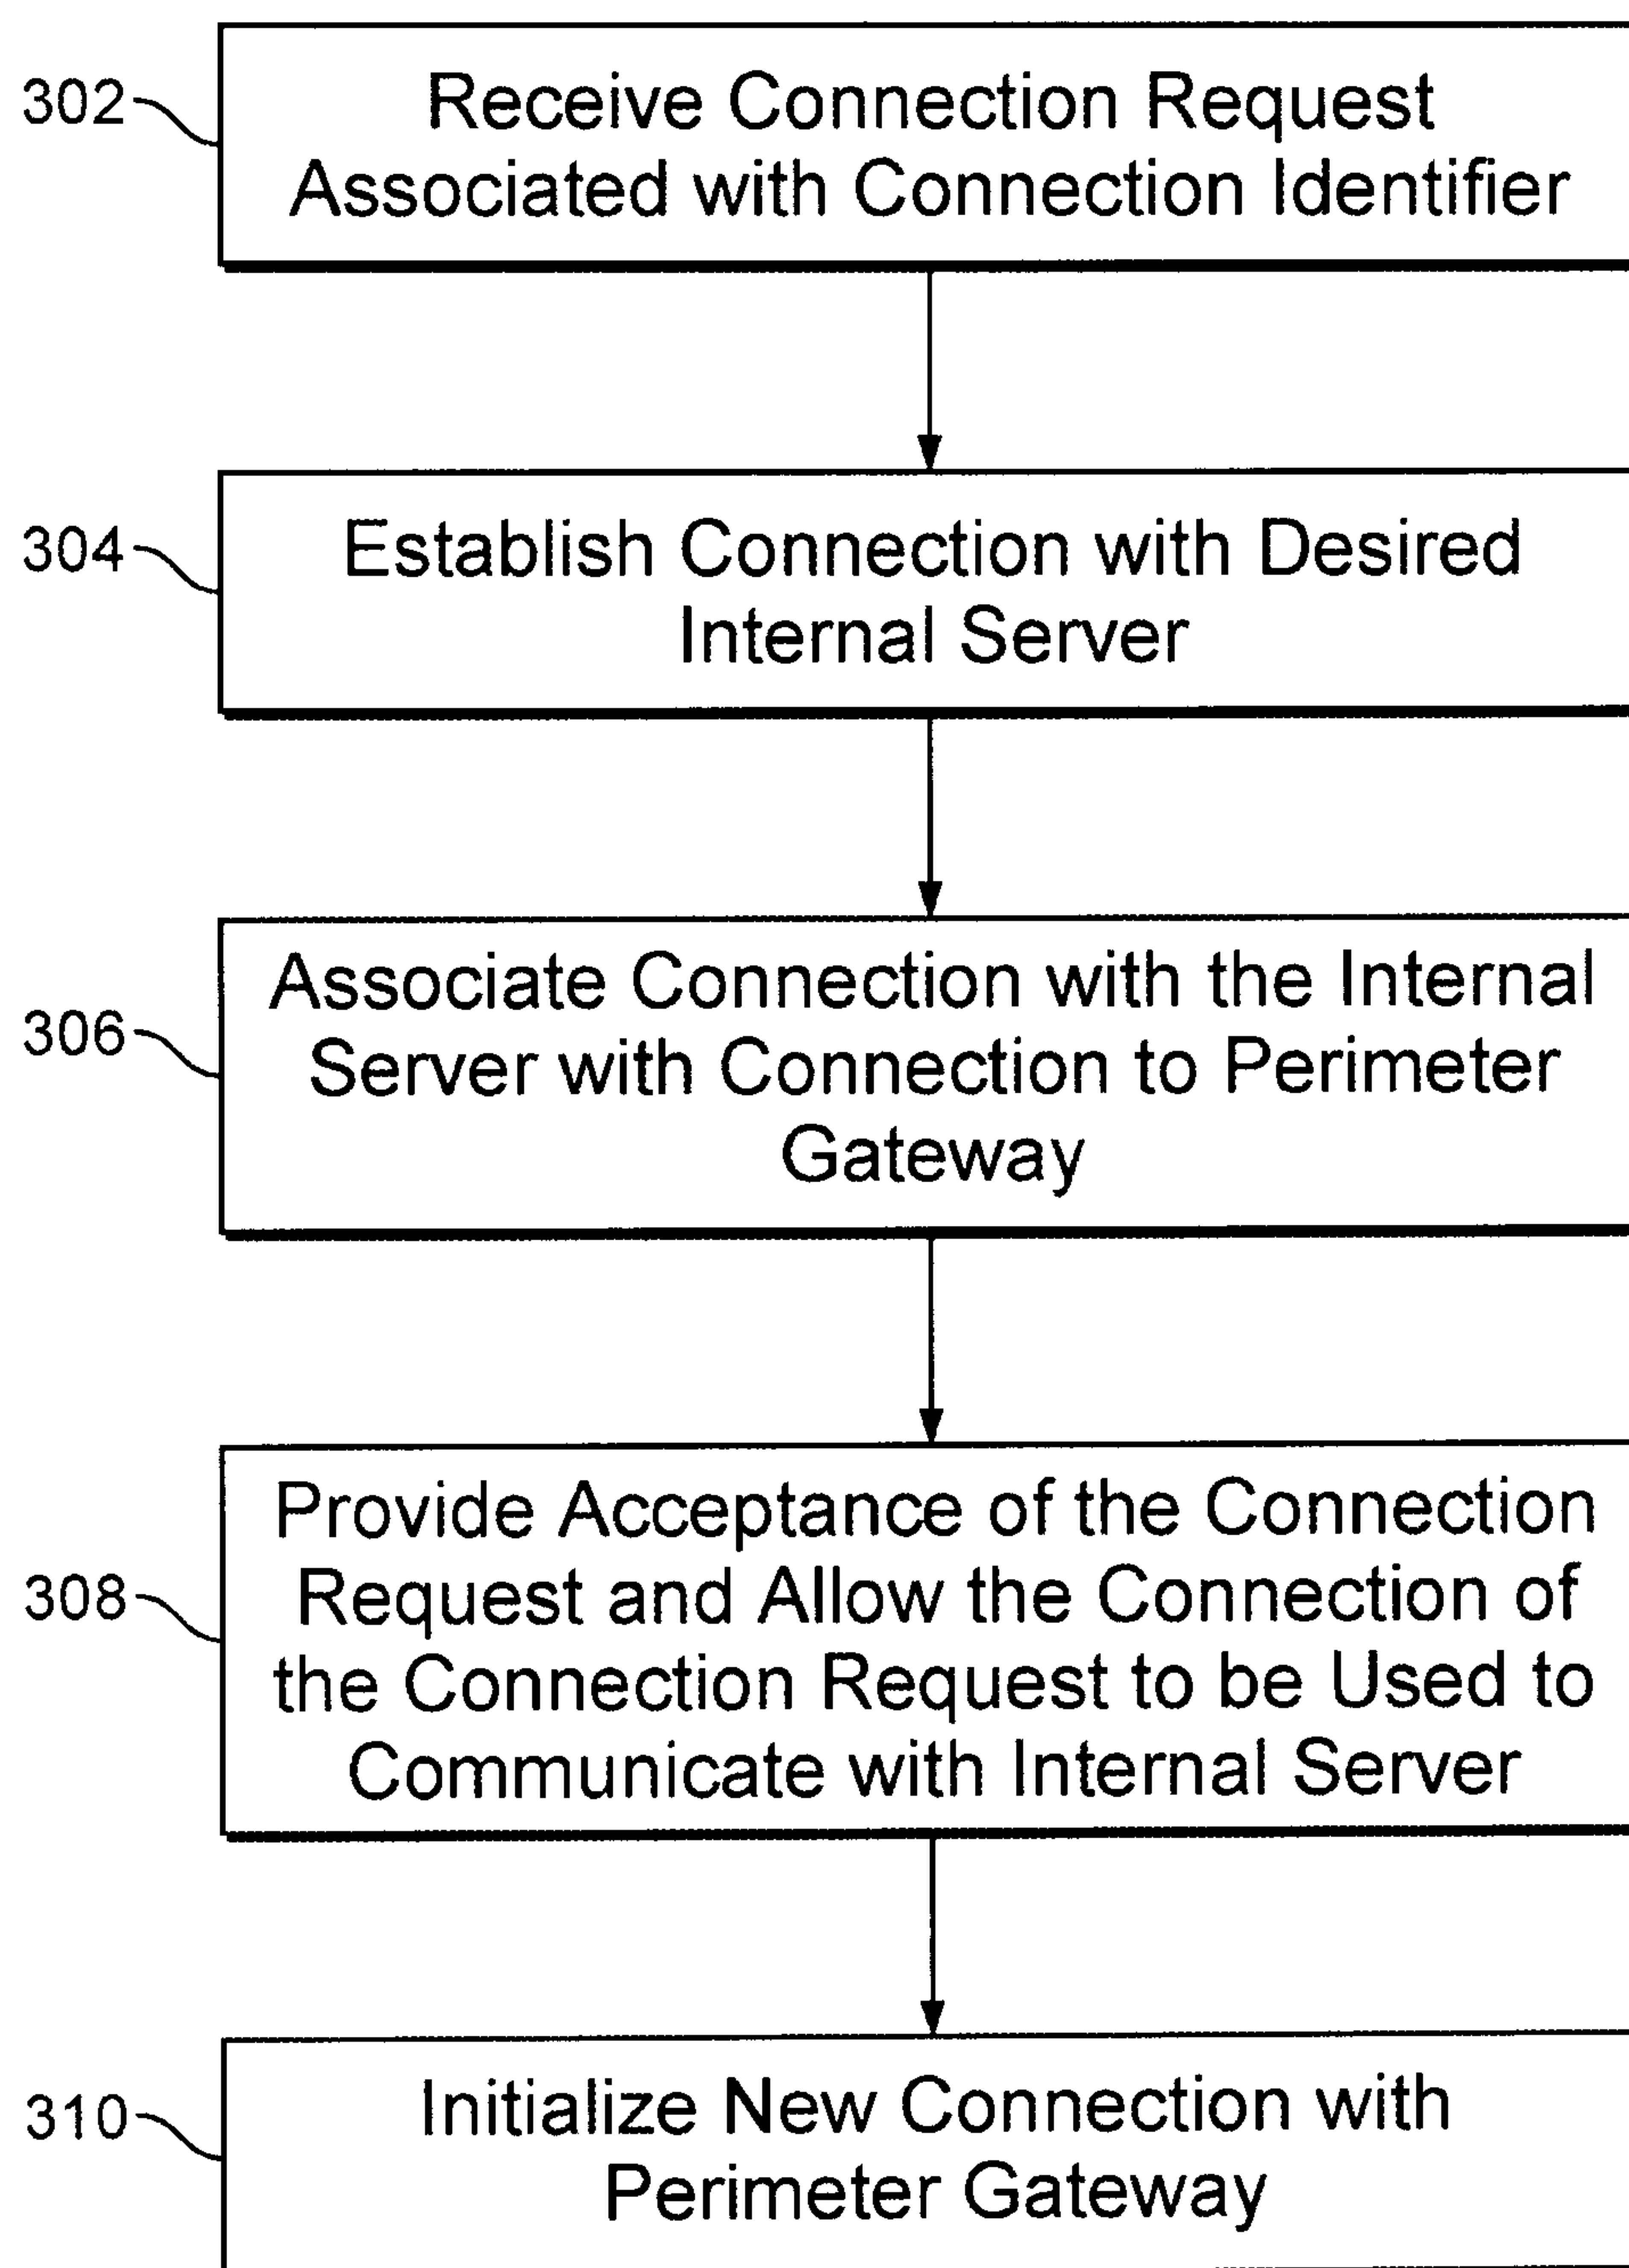 302
Receive Connection Request
Associated with Connection Identifier
304
Establish Connection with Desired
Internal Server
306
Associate Connection with the Internal
Server with Connection to Perimeter
Gateway
308
Provide Acceptance of the Connection
Request and Allow the Connection of
the Connection Request to be Used to
Communicate with Internal Server
310
Initialize New Connection with
Perimeter Gateway